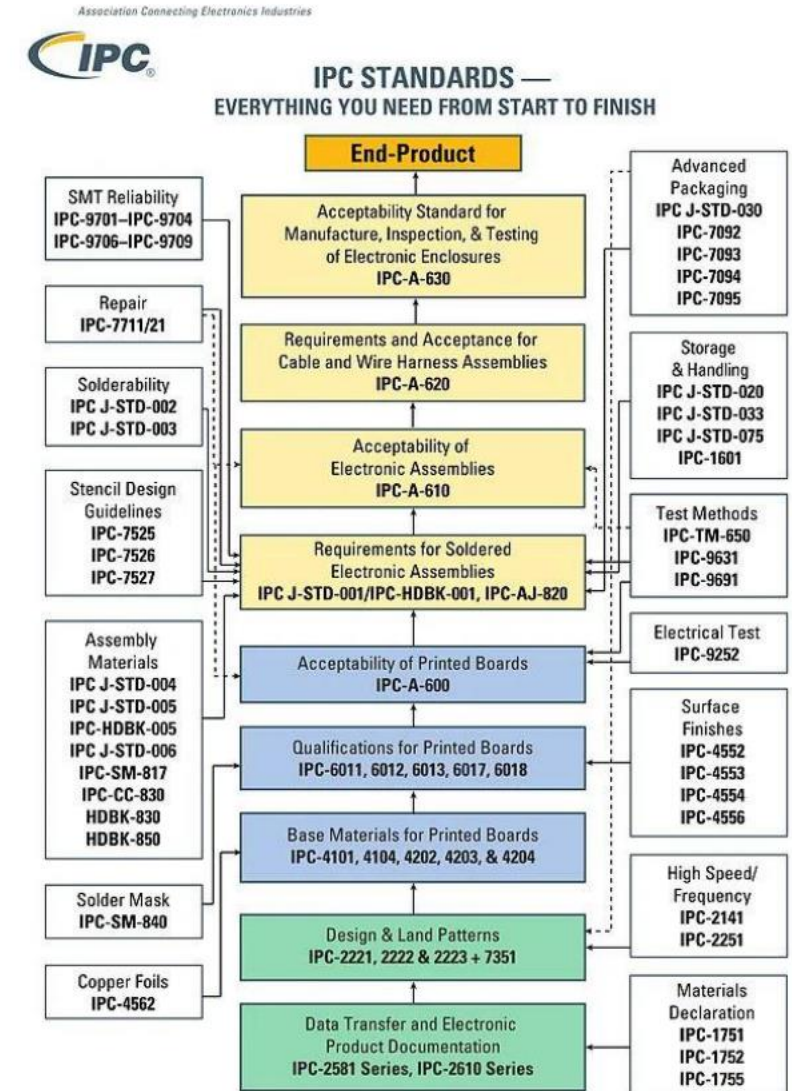 Association Connecting Electronics Industries
IPC®
IPC STANDARDS —
EVERYTHING YOU NEED FROM START TO FINISH
End-Product
Acceptability Standard for
Manufacture, Inspection, & Testing
of Electronic Enclosures
IPC-A-630
Requirements and Acceptance for
Cable and Wire Harness Assemblies
IPC-A-620
Acceptability of
Electronic Assemblies
IPC-A-610
Requirements for Soldered
Electronic Assemblies
IPC J-STD-001/IPC-HDBK-001, IPC-AJ-820
Acceptability of Printed Boards
IPC-A-600
Qualifications for Printed Boards
IPC-6011, 6012, 6013, 6017, 6018
Base Materials for Printed Boards
IPC-4101, 4104, 4202, 4203, & 4204
Design & Land Patterns
IPC-2221, 2222 & 2223 + 7351
Data Transfer and Electronic
Product Documentation
IPC-2581 Series, IPC-2610 Series
SMT Reliability
IPC-9701–IPC-9704
IPC-9706–IPC-9709
Repair
IPC-7711/21
Solderability
IPC J-STD-002
IPC J-STD-003
Stencil Design
Guidelines
IPC-7525
IPC-7526
IPC-7527
Assembly
Materials
IPC J-STD-004
IPC J-STD-005
IPC-HDBK-005
IPC J-STD-006
IPC-SM-817
IPC-CC-830
HDBK-830
HDBK-850
Solder Mask
IPC-SM-840
Copper Foils
IPC-4562
Advanced
Packaging
IPC J-STD-030
IPC-7092
IPC-7093
IPC-7094
IPC-7095
Storage
& Handling
IPC J-STD-020
IPC J-STD-033
IPC J-STD-075
IPC-1601
Test Methods
IPC-TM-650
IPC-9631
IPC-9691
Electrical Test
IPC-9252
Surface
Finishes
IPC-4552
IPC-4553
IPC-4554
IPC-4556
High Speed/
Frequency
IPC-2141
IPC-2251
Materials
Declaration
IPC-1751
IPC-1752
IPC-1755